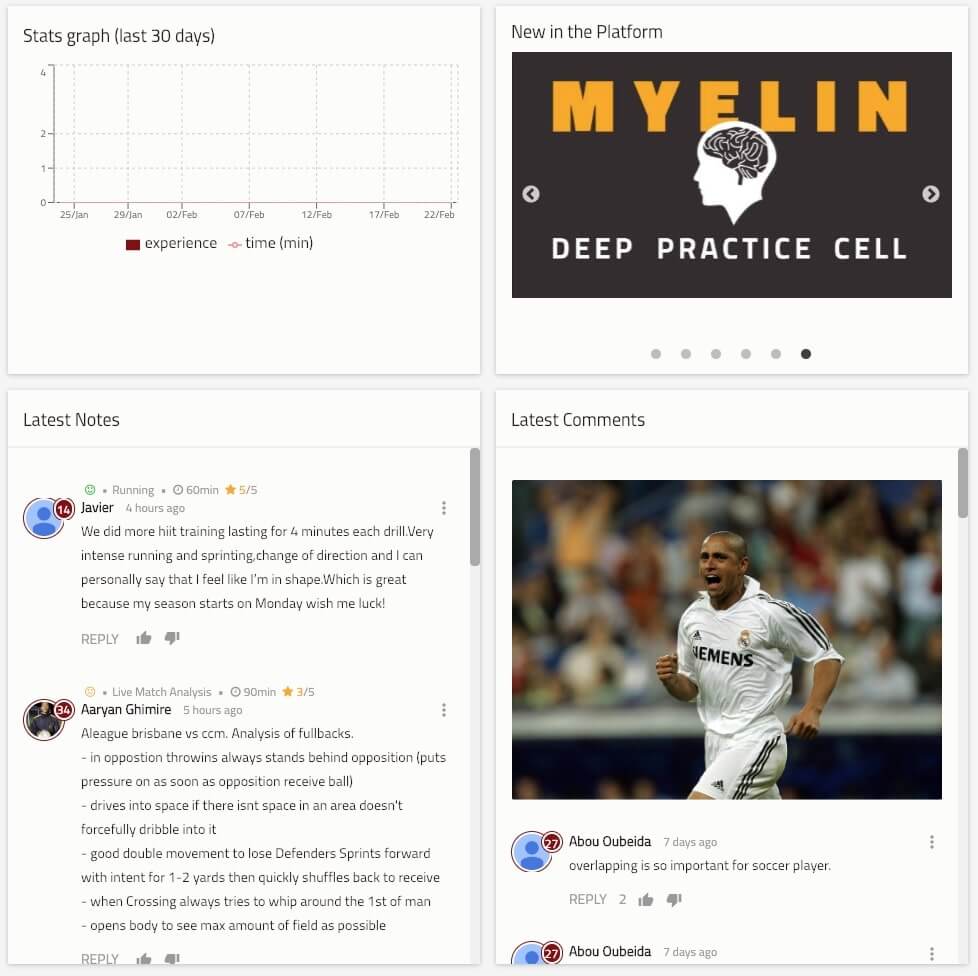 Stats graph (last 30 days)
4
2
1
0
25/Jan 29/Jan 02/Feb 07/Feb 12/Feb 17/Feb 22/Feb
experience time (min)
New in the Platform
MYELIN
DEEP PRACTICE CELL
Latest Notes
Running • 60min 5/5
14
Javier 4 hours ago
We did more hiit training lasting for 4 minutes each drill.Very
intense running and sprinting,change of direction and I can
personally say that I feel like I'm in shape.Which is great
because my season starts on Monday wish me luck!
REPLY
Live Match Analysis • 90min 3/5
34
Aaryan Ghimire 5 hours ago
Aleague brisbane vs ccm. Analysis of fullbacks.
- in oppostion throwins always stands behind opposition (puts
pressure on as soon as opposition receive ball)
- drives into space if there isnt space in an area doesn't
forcefully dribble into it
- good double movement to lose Defenders Sprints forward
with intent for 1-2 yards then quickly shuffles back to receive
- when Crossing always tries to whip around the 1st of man
- opens body to see max amount of field as possible
REPLY
Latest Comments
SIEMENS
27
Abou Oubeida 7 days ago
overlapping is so important for soccer player.
REPLY 2
27
Abou Oubeida 7 days ago